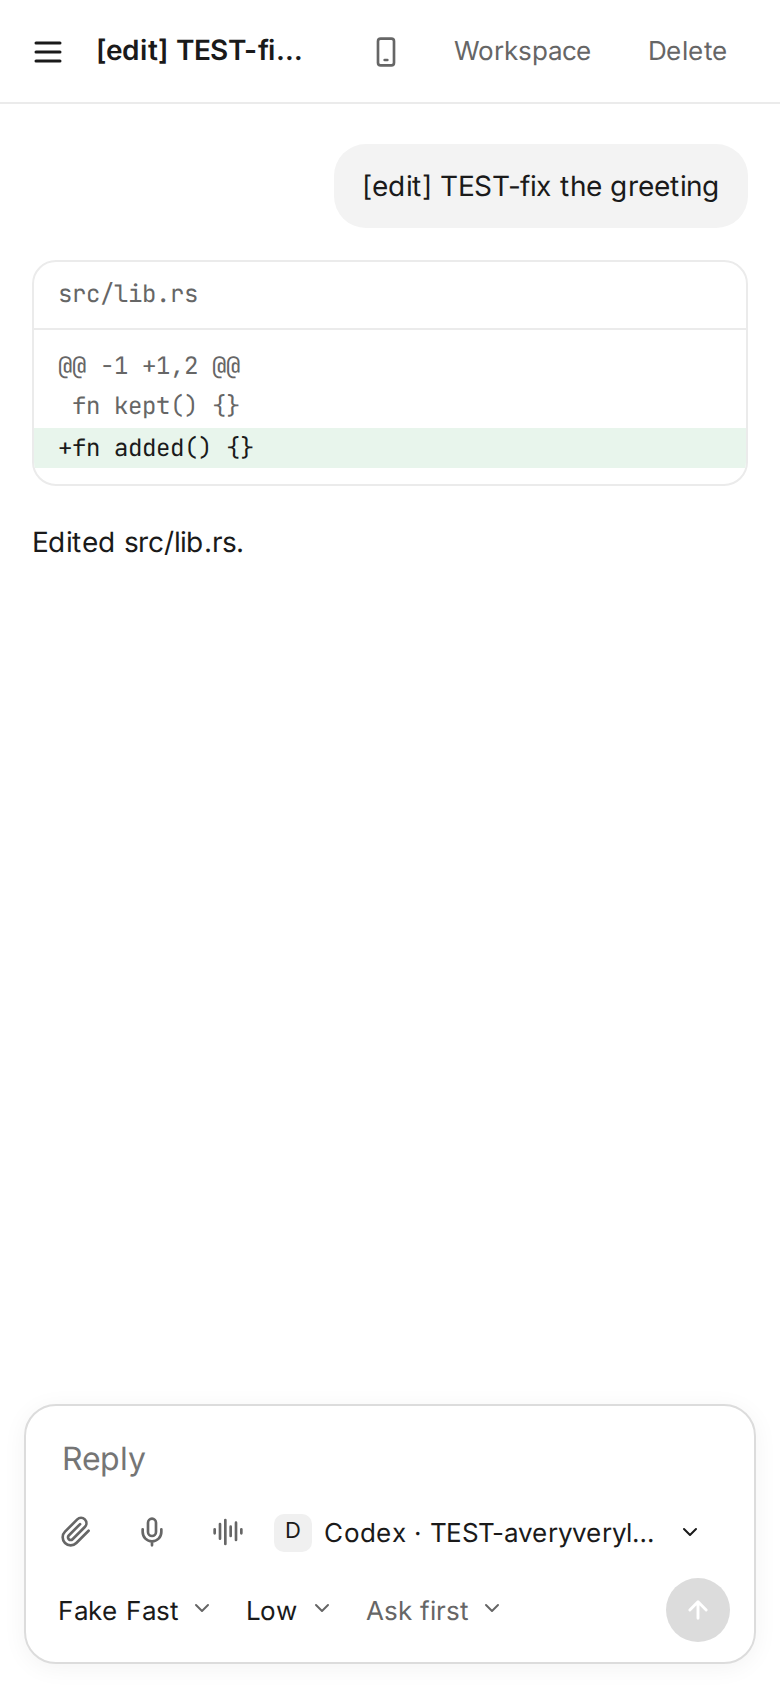 [edit] TEST-fi...
Workspace
Delete
[edit] TEST-fix the greeting
src/lib.rs
@@ -1 +1,2 @@
 fn kept() {}
+fn added() {}
Edited src/lib.rs.
Reply
D Codex · TEST-averyveryl...
Fake Fast Low Ask first